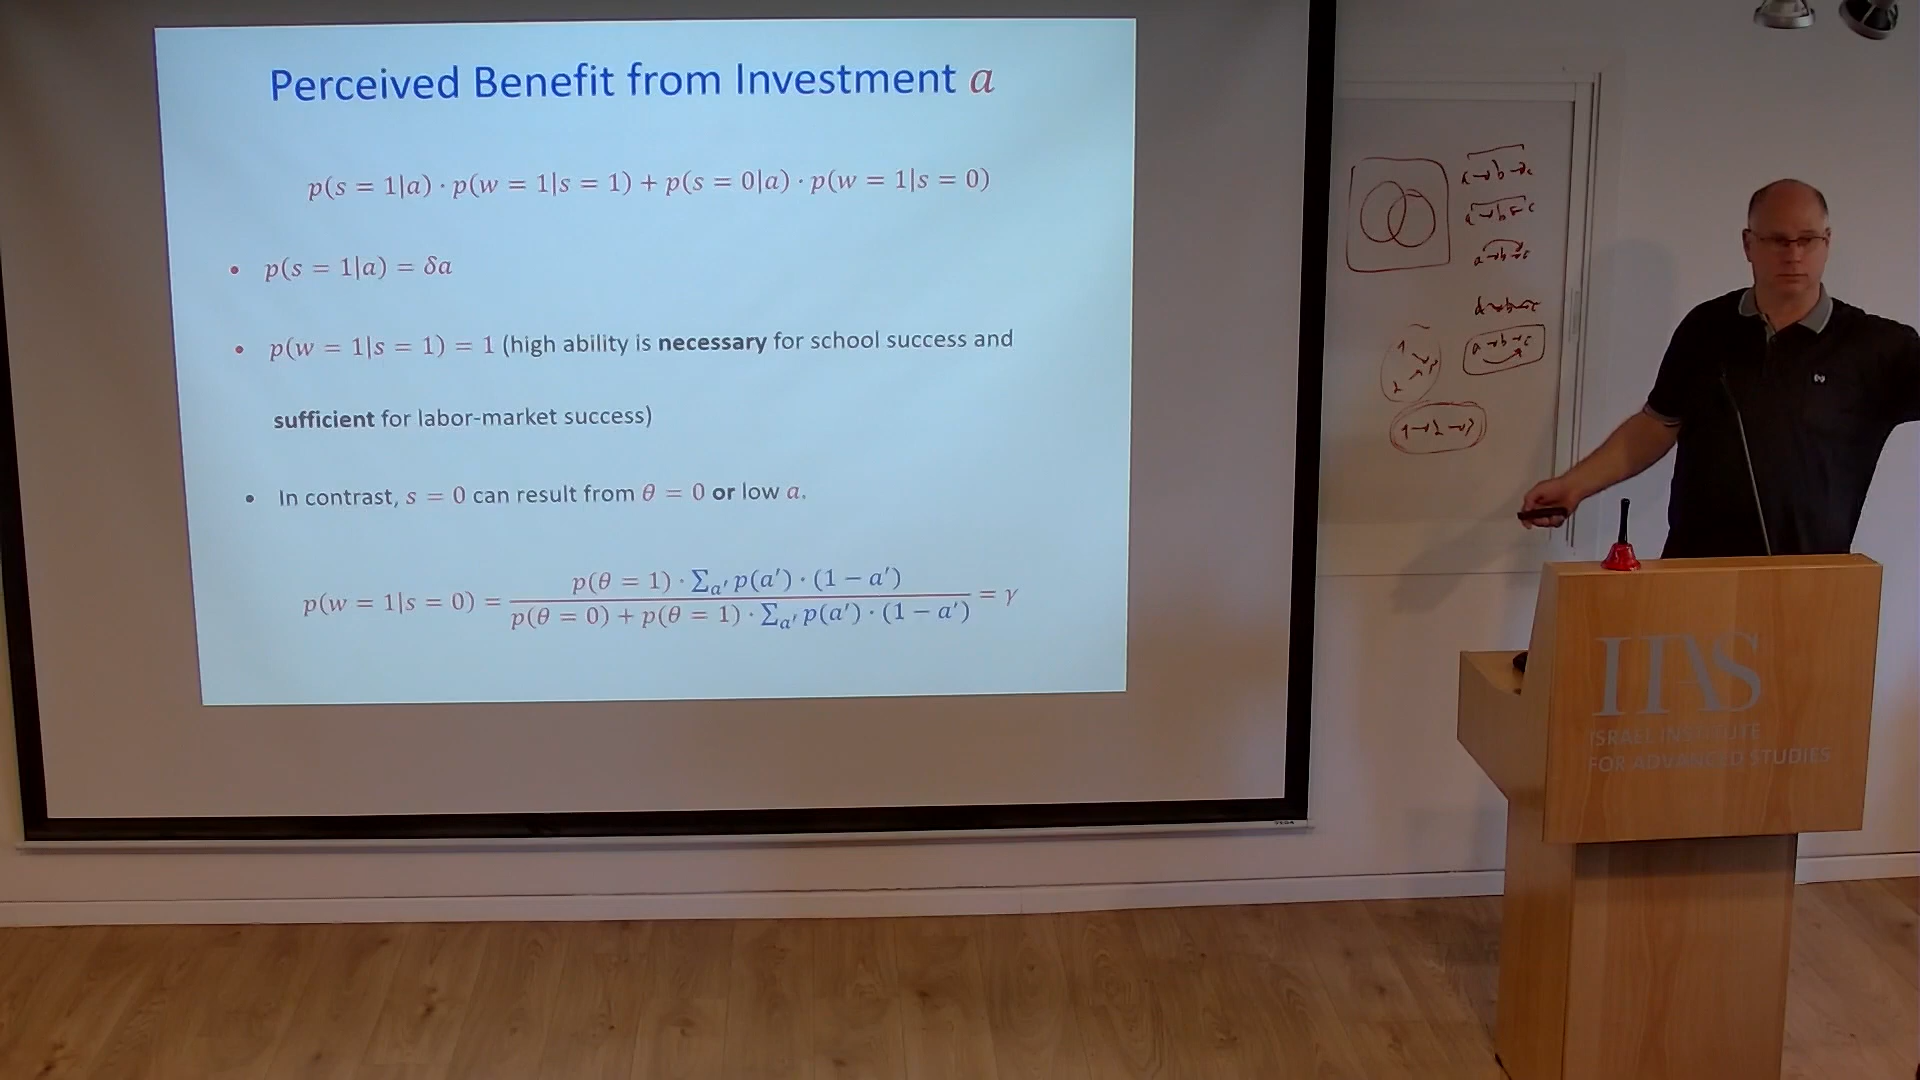 Perceived Benefit from Investment a
p(s = 1|a) · p(w = 1|s = 1) + p(s = 0|a) · p(w = 1|s = 0)
• p(s = 1|a) = δa
• p(w = 1|s = 1) = 1 (high ability is necessary for school success and
sufficient for labor-market success)
• In contrast, s = 0 can result from θ = 0 or low a.
p(w = 1|s = 0) = p(θ = 1) · ∑a′ p(a′) · (1 − a′) / p(θ = 0) + p(θ = 1) · ∑a′ p(a′) · (1 − a′) = γ
a→b→c
IIAS
ISRAEL INSTITUTE
FOR ADVANCED STUDIES